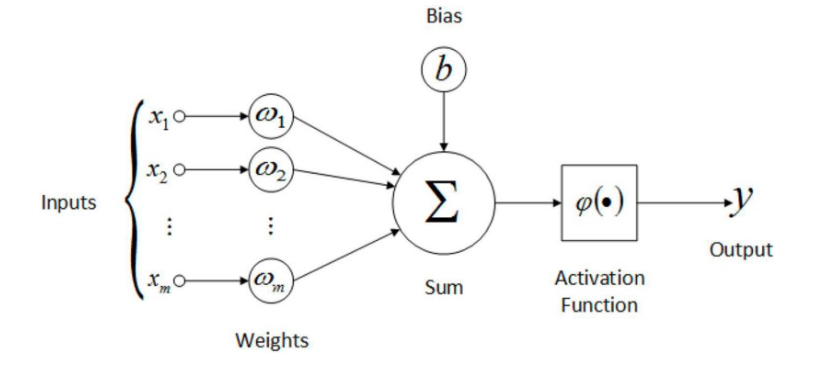 Bias
b
x₁ ω₁
x₂ ω₂
Inputs ⋮ ⋮ Σ φ(•) y
Output
xₘ ωₘ
Sum
Activation
Function
Weights